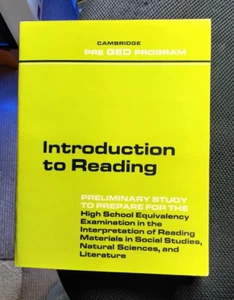 CAMBRIDGE
PRE GED PROGRAM
Introduction
to Reading
PRELIMINARY STUDY
TO PREPARE FOR THE
High School Equivalency
Examination in the
Interpretation of Reading
Materials in Social Studies,
Natural Sciences, and
Literature